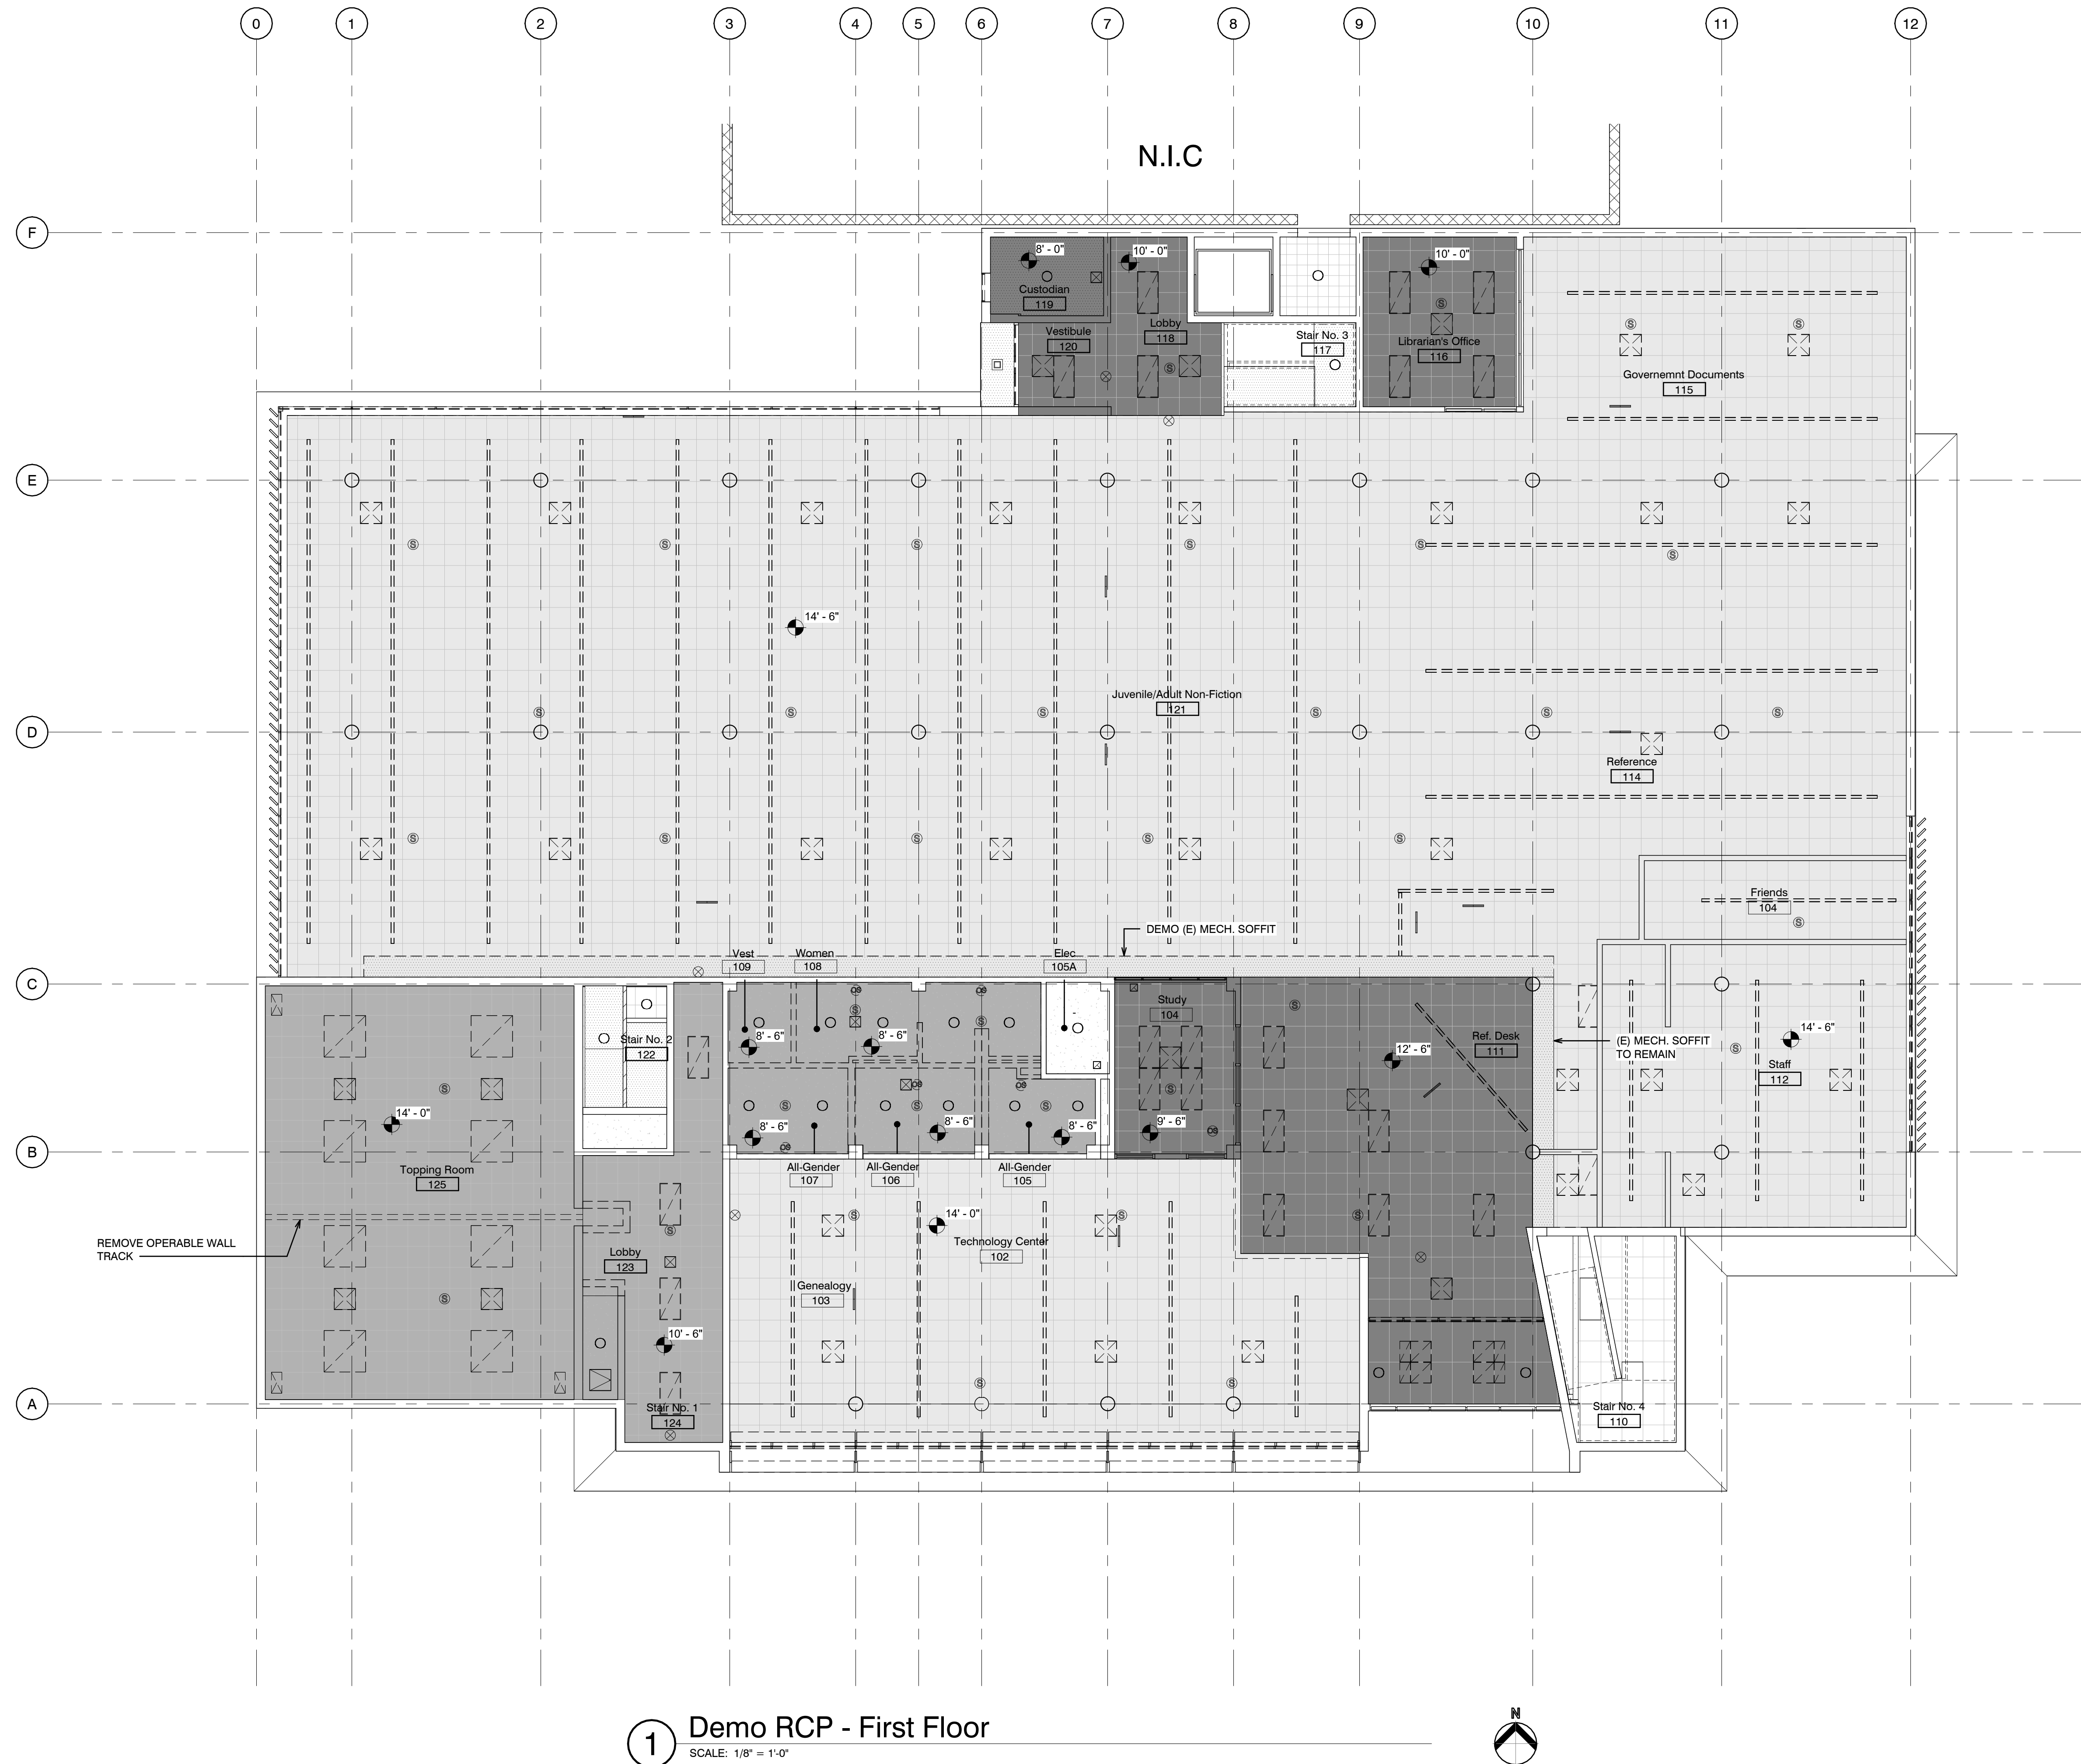 0 1 2 3 4 5 6 7 8 9 10 11 12
N.I.C
F
8' - 0"
10' - 0"
10' - 0"
Custodian
119
Vestibule
120
Lobby
118
Stair No. 3
117
Librarian's Office
116
Governemnt Documents
115
E
14' - 6"
Juvenile/Adult Non-Fiction
121
D
Reference
114
Friends
104
DEMO (E) MECH. SOFFIT
Vest
109
Women
108
Elec
105A
C
Study
104
Stair No. 2
122
8' - 6"
8' - 6"
12' - 6"
Ref. Desk
111
(E) MECH. SOFFIT
TO REMAIN
14' - 6"
Staff
112
14' - 0"
8' - 6"
8' - 6"
8' - 6"
9' - 6"
B
Topping Room
125
All-Gender
107
All-Gender
106
All-Gender
105
14' - 0"
Technology Center
102
REMOVE OPERABLE WALL
TRACK
Lobby
123
Genealogy
103
10' - 6"
A
Stair No. 1
124
Stair No. 4
110
1
Demo RCP - First Floor
SCALE: 1/8" = 1'-0"
N